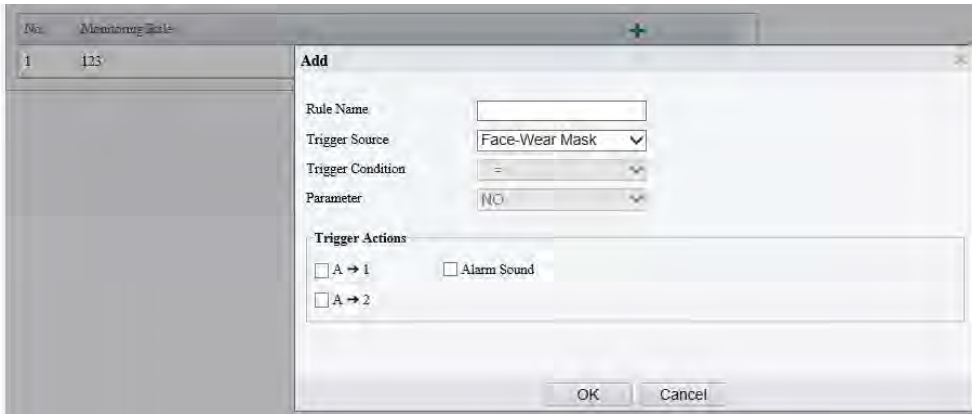 No. Monitoring Rule
1 123
Add
Rule Name
Trigger Source Face-Wear Mask
Trigger Condition =
Parameter NO
Trigger Actions
A → 1 Alarm Sound
A → 2
OK Cancel